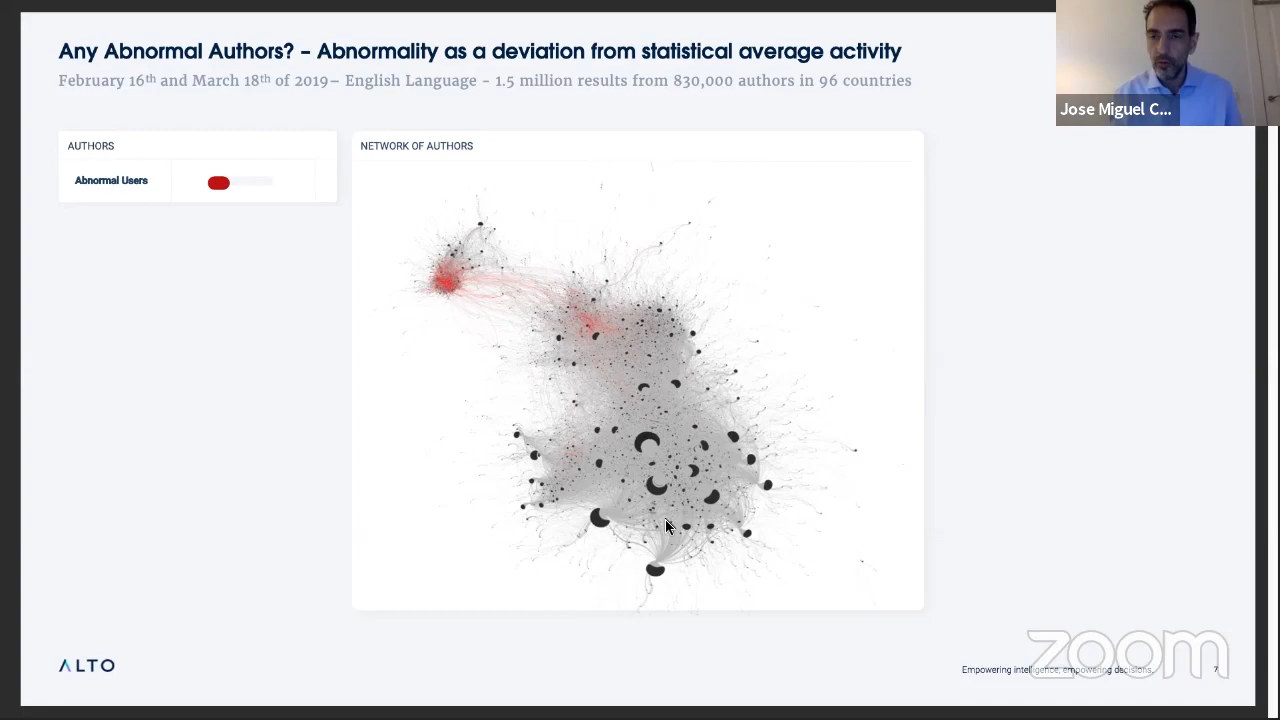 Any Abnormal Authors? – Abnormality as a deviation from statistical average activity
February 16th and March 18th of 2019– English Language - 1.5 million results from 830,000 authors in 96 countries
Jose Miguel C...
AUTHORS
Abnormal Users
NETWORK OF AUTHORS
ALTO
Empowering intelligence, empowering decisions.
7
zoom